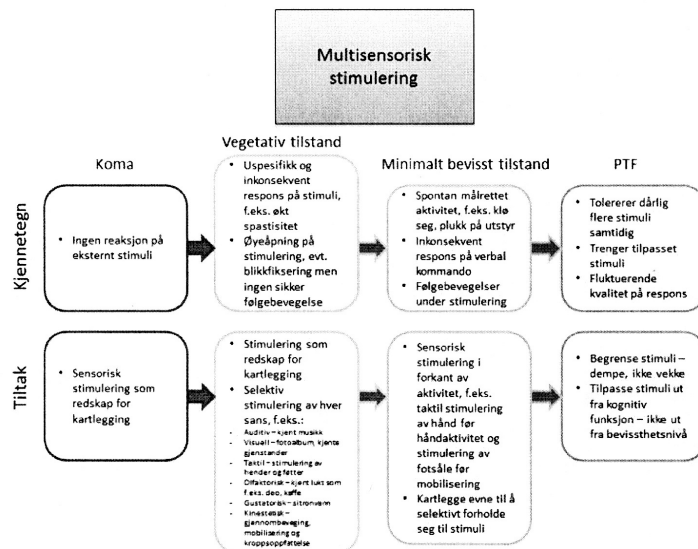 Multisensorisk
stimulering
Koma
Vegetativ tilstand
Minimalt bevisst tilstand
PTF
Kjennetegn
• Ingen reaksjon på
eksternt stimuli
• Uspesifikk og
inkonsekvent
respons på stimuli,
f.eks. økt
spastisitet
• Øyeåpning på
stimulering, evt.
blikkfiksering men
ingen sikker
følgebevegelse
• Spontan målrettet
aktivitet, f.eks. klø
seg, plukk på utstyr
• Inkonsekvent
respons på verbal
kommando
• Følgebevegelser
under stimulering
• Tolererer dårlig
flere stimuli
samtidig
• Trenger tilpasset
stimuli
• Fluktuerende
kvalitet på respons
Tiltak
• Sensorisk
stimulering som
redskap for
kartlegging
• Stimulering som
redskap for
kartlegging
• Selektiv
stimulering av hver
sans, f.eks.:
- Auditiv – kjent musikk
- Visuell – fotoalbum, kjente
gjenstander
- Taktil – stimulering av
hender og føtter
- Olfaktorisk – kjent lukt som
f.eks. deo, kaffe
- Gustatorisk – sitronvann
- Kinestetisk –
gjennombeveging,
mobilisering og
kroppsoppfattelse
• Sensorisk
stimulering i
forkant av
aktivitet, f.eks.
taktil stimulering
av hånd før
håndaktivitet og
stimulering av
fotsåle før
mobilisering
• Kartlegge evne til å
selektivt forholde
seg til stimuli
• Begrense stimuli –
dempe, ikke vekke
• Tilpasse stimuli ut
fra kognitiv
funksjon – ikke ut
fra bevissthetsnivå